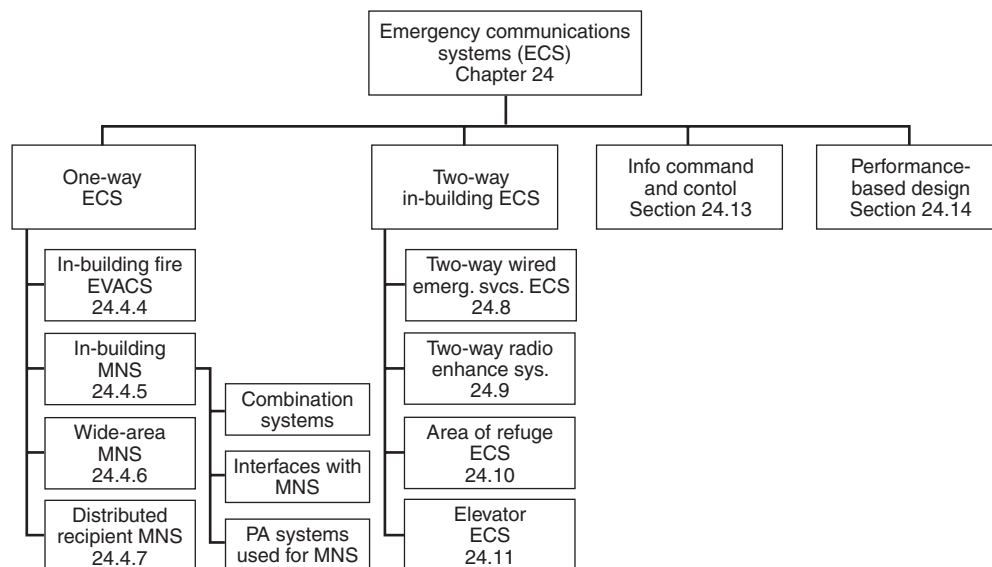 Emergency communications
systems (ECS)
Chapter 24
One-way
ECS
Two-way
in-building ECS
Info command
and contol
Section 24.13
Performance-
based design
Section 24.14
In-building fire
EVACS
24.4.4
In-building
MNS
24.4.5
Wide-area
MNS
24.4.6
Distributed
recipient MNS
24.4.7
Combination
systems
Interfaces with
MNS
PA systems
used for MNS
Two-way wired
emerg. svcs. ECS
24.8
Two-way radio
enhance sys.
24.9
Area of refuge
ECS
24.10
Elevator
ECS
24.11